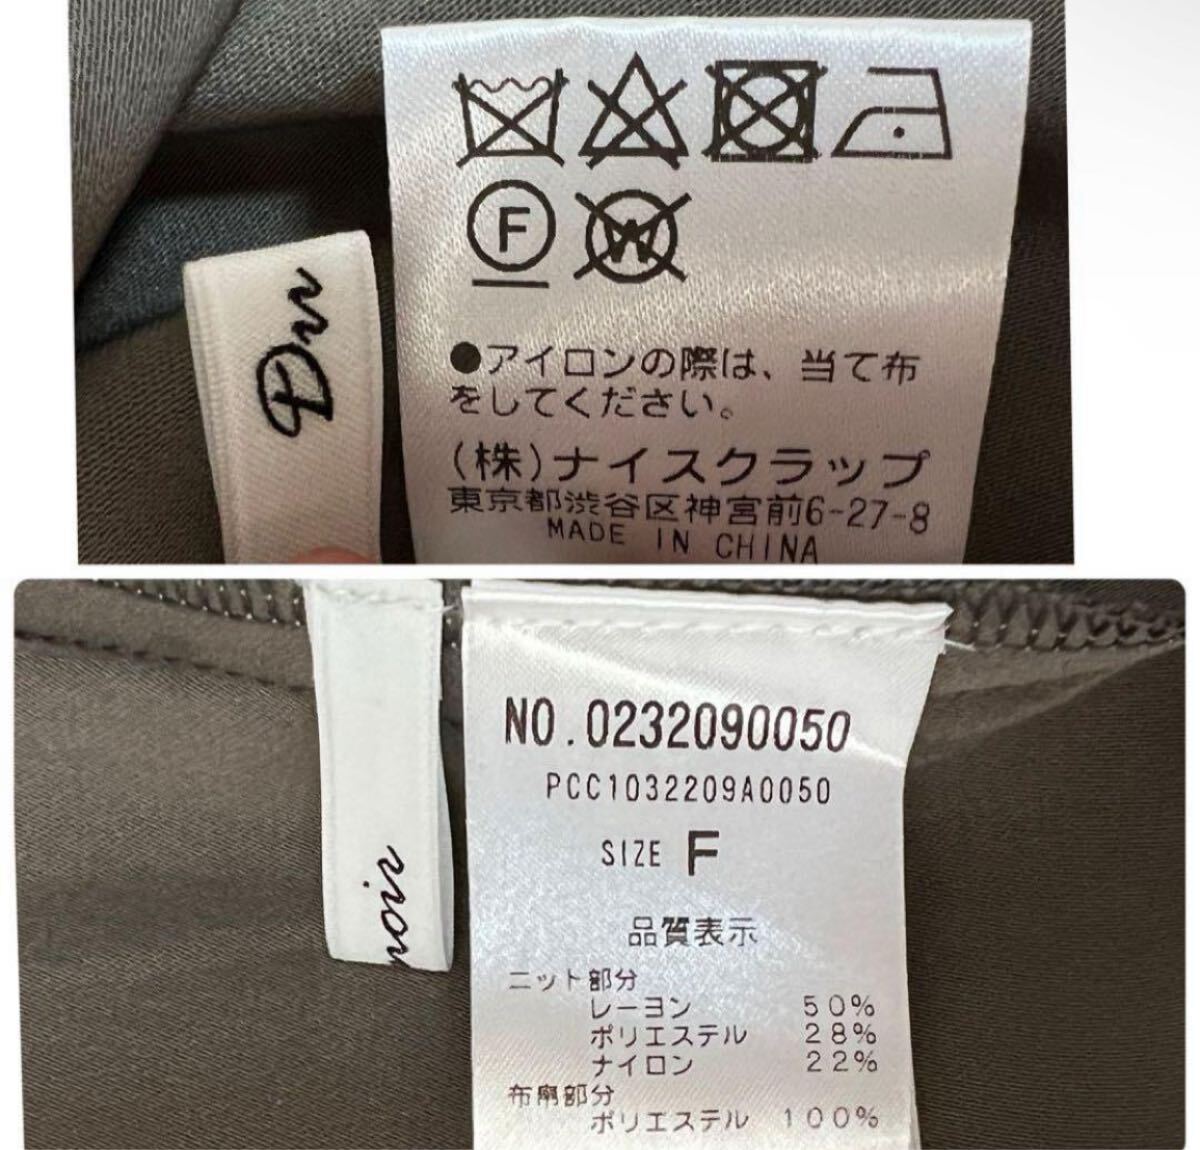 F
W
Dn
●アイロンの際は、当て布
をしてください。
(株)ナイスクラップ
東京都渋谷区神宮前6-27-8
MADE IN CHINA
noir
NO.0232090050
PCC1032209A0050
SIZE F
品質表示
ニット部分
レーヨン 50%
ポリエステル 28%
ナイロン 22%
布帛部分
ポリエステル 100%